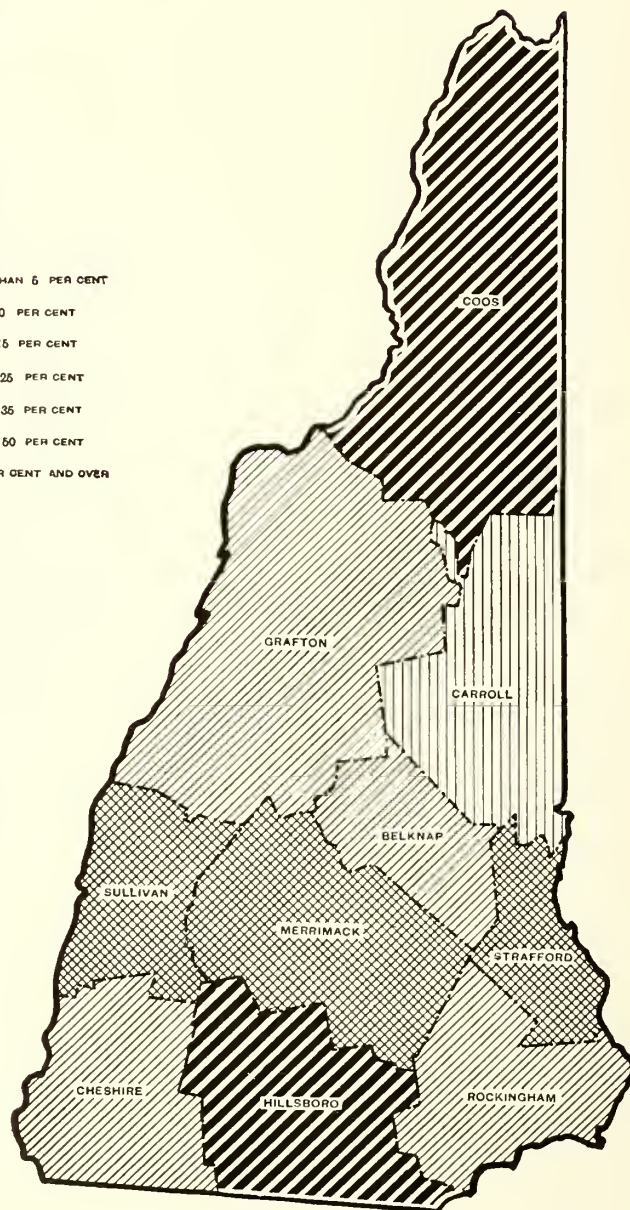 HAN 5 PER CENT
0 PER CENT
5 PER CENT
25 PER CENT
35 PER CENT
50 PER CENT
R CENT AND OVER
COOS
GRAFTON
CARROLL
BELKNAP
SULLIVAN
MERRIMACK
STRAFFORD
CHESHIRE
HILLSBORO
ROCKINGHAM